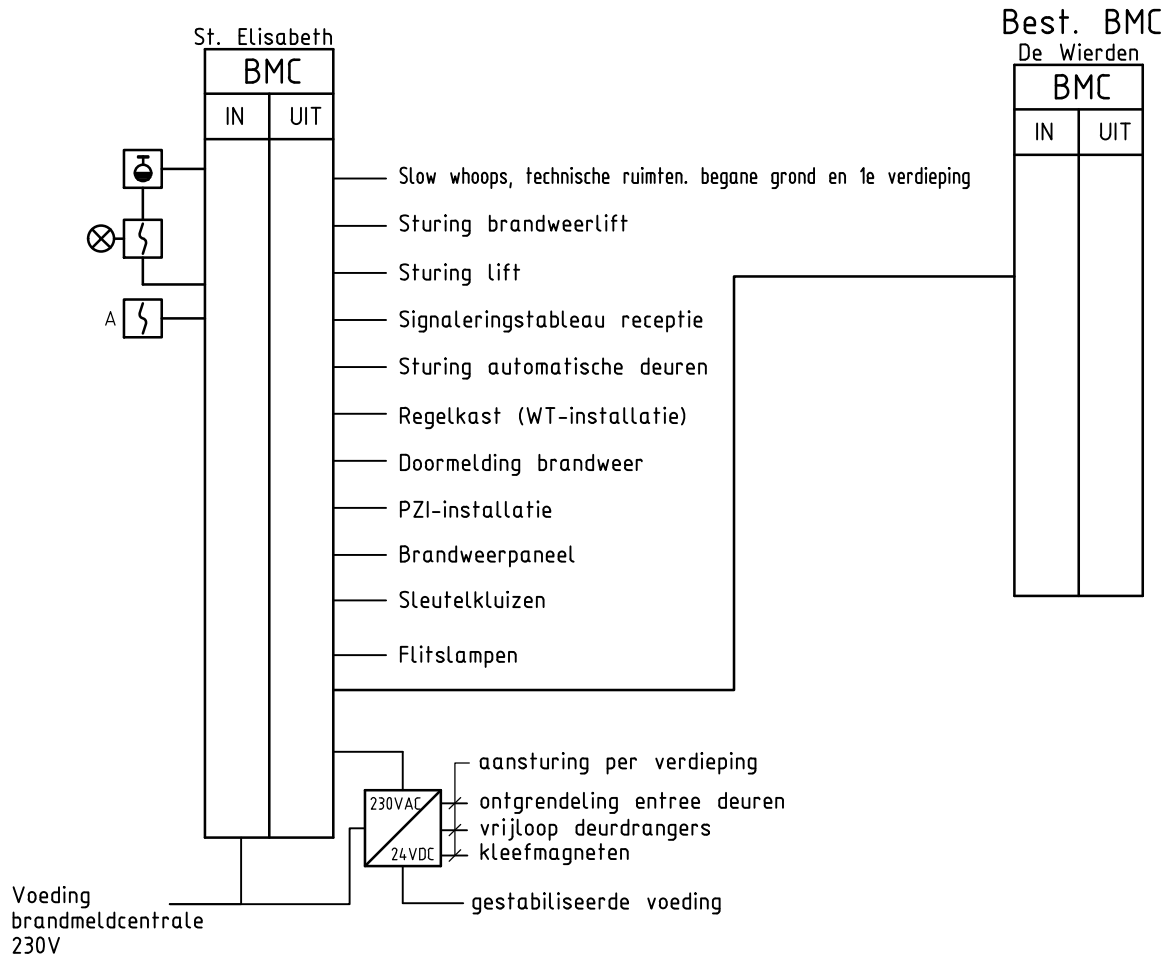 St. Elisabeth
BMC
IN UIT
Best. BMC
De Wierden
BMC
IN UIT
A
Slow whoops, technische ruimten. begane grond en 1e verdieping
Sturing brandweerlift
Sturing lift
Signaleringstableau receptie
Sturing automatische deuren
Regelkast (WT-installatie)
Doormelding brandweer
PZI-installatie
Brandweerpaneel
Sleutelkluizen
Flitslampen
aansturing per verdieping
230VAC
ontgrendeling entree deuren
vrijloop deurdrangers
24VDC
kleefmagneten
gestabiliseerde voeding
Voeding
brandmeldcentrale
230V